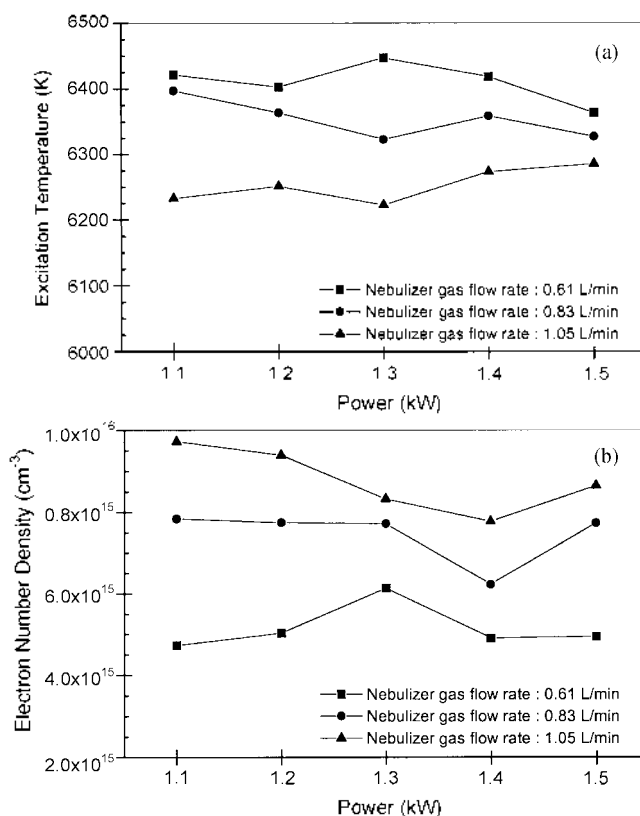 6500
(a)
6400
6300
6200
6100
6000
Excitation Temperature (K)
Nebulizer gas flow rate : 0.61 L/min
Nebulizer gas flow rate : 0.83 L/min
Nebulizer gas flow rate : 1.05 L/min
1.1 1.2 1.3 1.4 1.5
Power (kW)
1.0x10¹⁶
(b)
0.8x10¹⁵
6.0x10¹⁵
4.0x10¹⁵
2.0x10¹⁵
Electron Number Density (cm⁻³)
Nebulizer gas flow rate : 0.61 L/min
Nebulizer gas flow rate : 0.83 L/min
Nebulizer gas flow rate : 1.05 L/min
1.1 1.2 1.3 1.4 1.5
Power (kW)